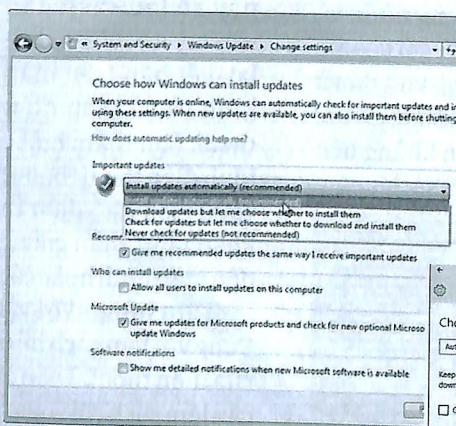 « System and Security ▸ Windows Update ▸ Change settings
Choose how Windows can install updates
When your computer is online, Windows can automatically check for important updates and in
using these settings. When new updates are available, you can also install them before shutting
computer.
How does automatic updating help me?
Important updates
Install updates automatically (recommended)
Install updates automatically (recommended)
Download updates but let me choose whether to install them
Check for updates but let me choose whether to download and install them
Never check for updates (not recommended)
Recomm
Give me recommended updates the same way I receive important updates
Who can install updates
Allow all users to install updates on this computer
Microsoft Update
Give me updates for Microsoft products and check for new optional Microso
update Windows
Software notifications
Show me detailed notifications when new Microsoft software is available
Cho
Aut
Keep
down